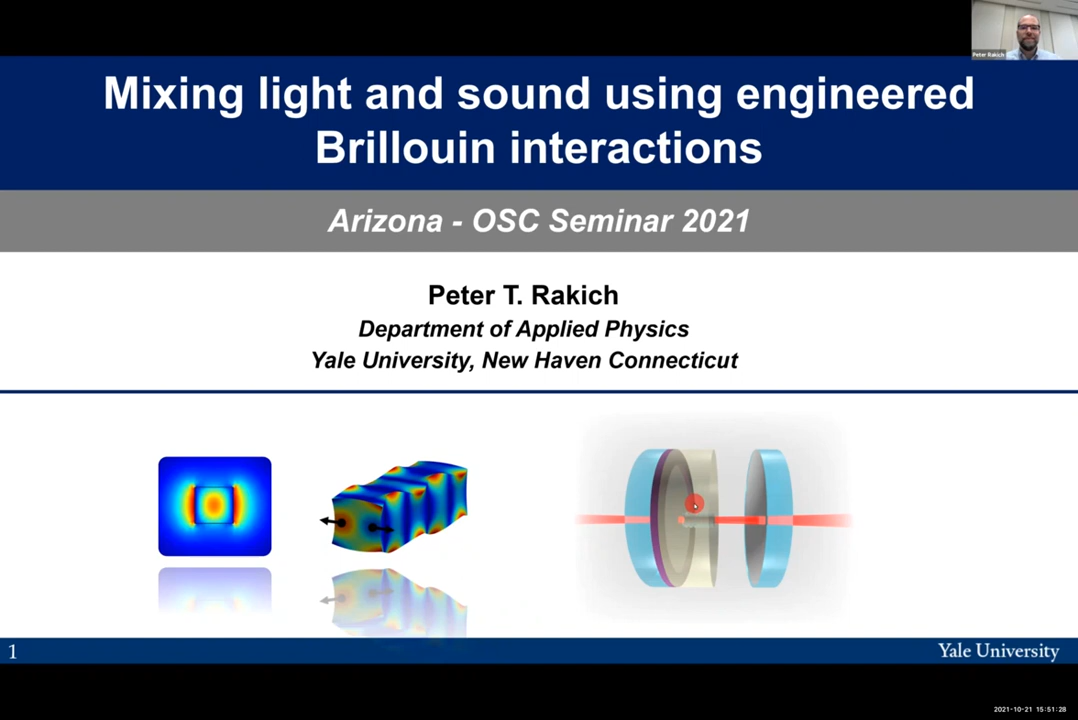 Peter Rakich
Mixing light and sound using engineered
Brillouin interactions
Arizona - OSC Seminar 2021
Peter T. Rakich
Department of Applied Physics
Yale University, New Haven Connecticut
1
Yale University
2021-10-21 15:51:28